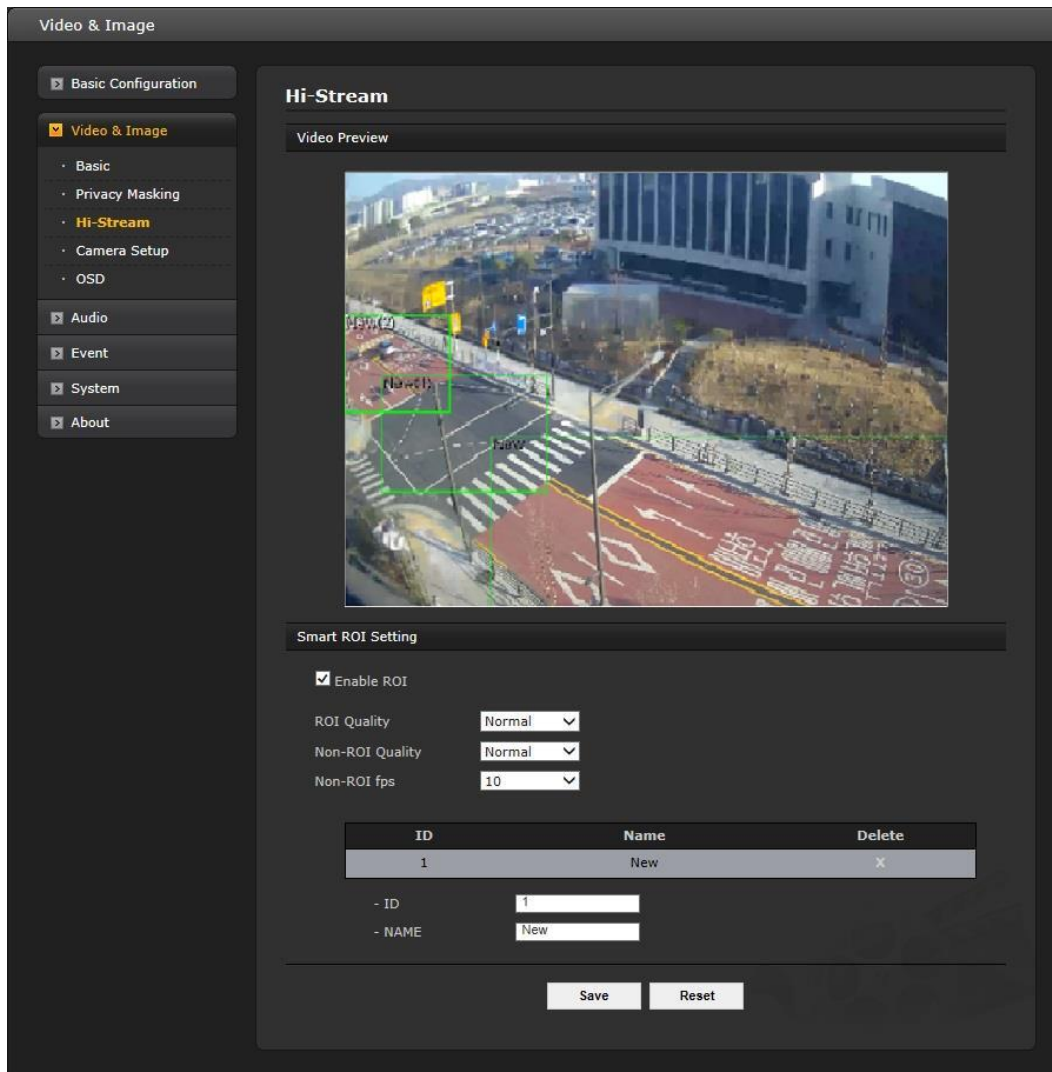 Video & Image
Basic Configuration
Video & Image
· Basic
· Privacy Masking
· Hi-Stream
· Camera Setup
· OSD
Audio
Event
System
About
Hi-Stream
Video Preview
New(2)
New(1)
New
30
Smart ROI Setting
Enable ROI
ROI Quality Normal
Non-ROI Quality Normal
Non-ROI fps 10
ID Name Delete
1 New X
- ID 1
- NAME New
Save Reset